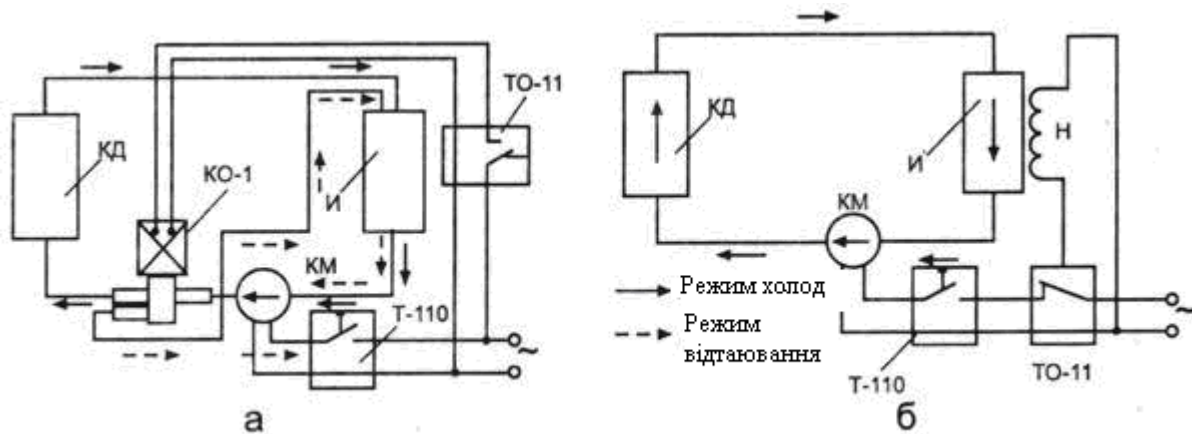 ТО-11
КД
КО-1
И
КМ
Т-110
~
а
КД
И
Н
КМ
Режим холод
Режим
відтаювання
~
Т-110
ТО-11
б